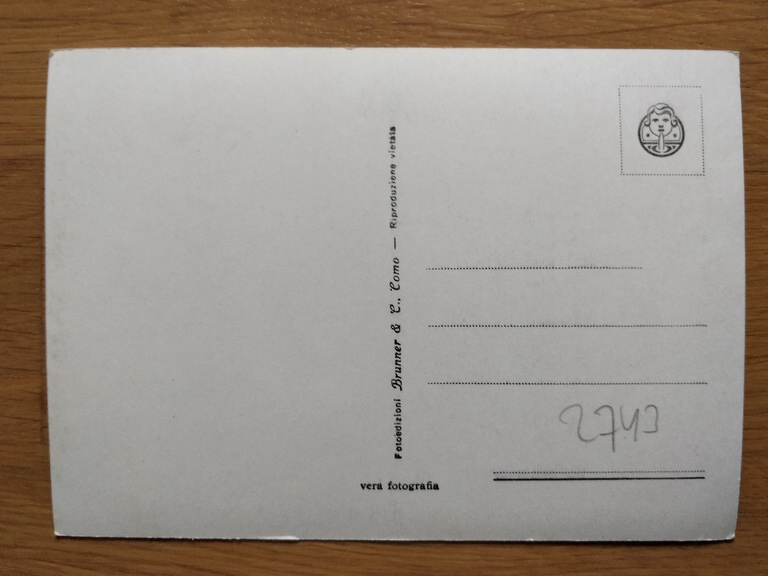 Fotoedizioni Brunner & C., Como — Riproduzione vietata
2743
vera fotografia